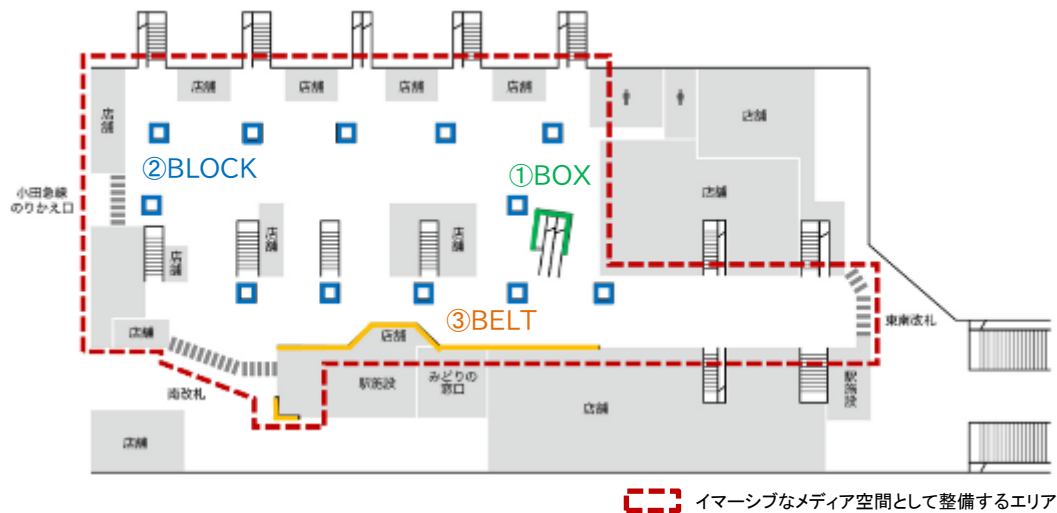 店舗
店舗
店舗
店舗
店舗
店舗
②BLOCK
①BOX
店舗
小田急線
のりかえ口
店舗
店舗
店舗
店舗
③BELT
店舗
店舗
東南改札
南改札
駅施設
みどりの
窓口
駅施設
店舗
店舗
イマーシブなメディア空間として整備するエリア